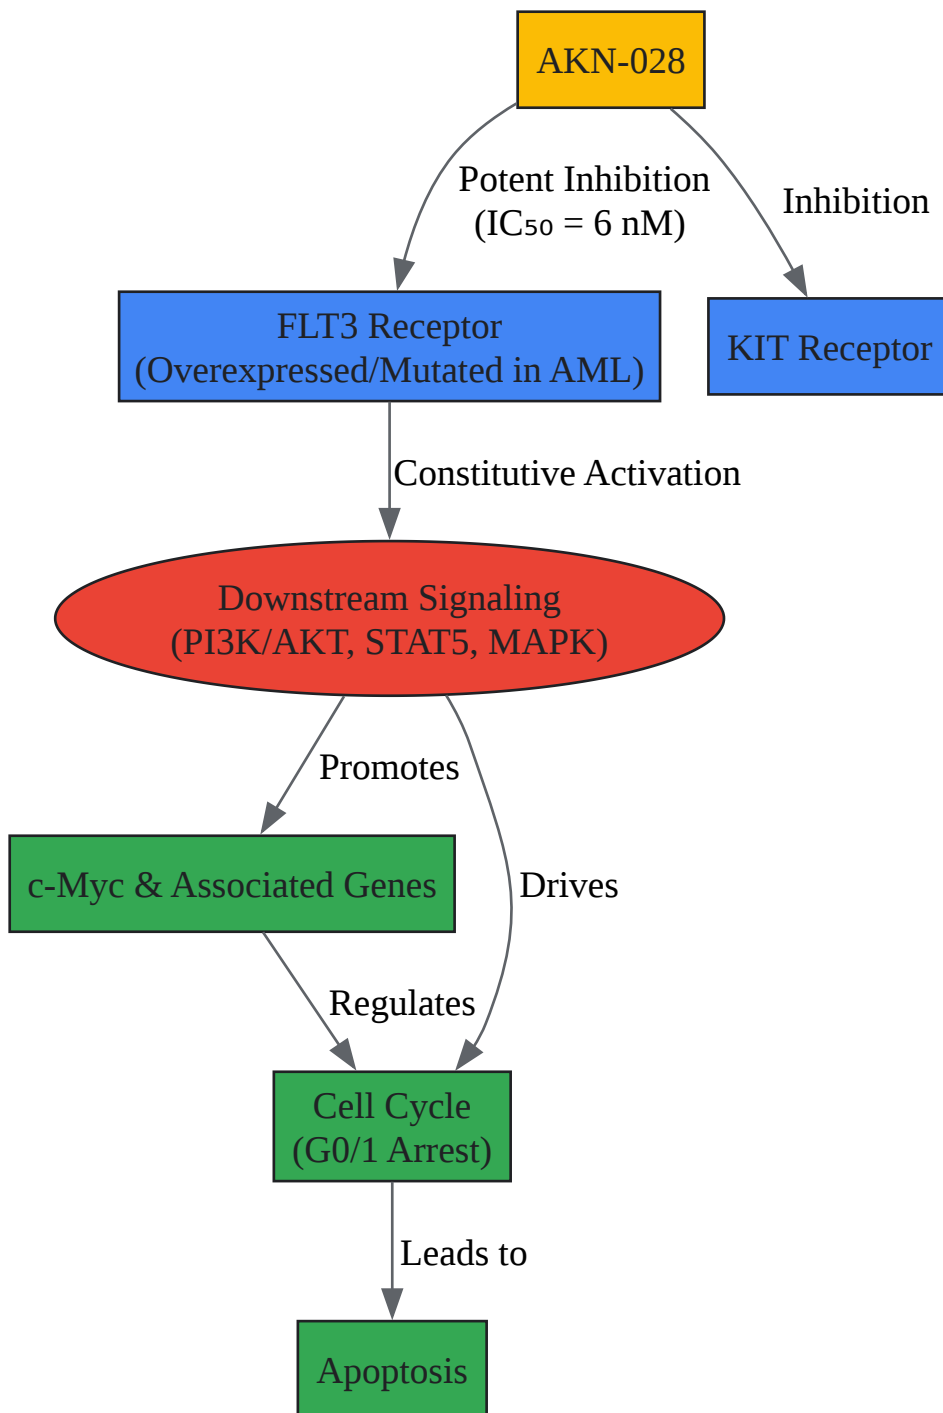 AKN-028
Potent Inhibition
(IC₅₀ = 6 nM)
Inhibition
FLT3 Receptor
(Overexpressed/Mutated in AML)
KIT Receptor
Constitutive Activation
Downstream Signaling
(PI3K/AKT, STAT5, MAPK)
Promotes
c-Myc & Associated Genes
Drives
Regulates
Cell Cycle
(G0/1 Arrest)
Leads to
Apoptosis